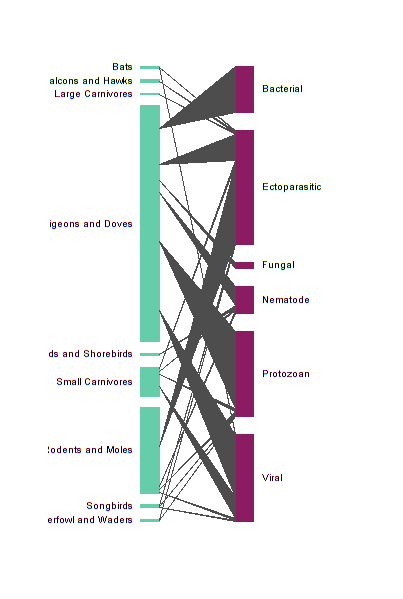 Bats
alcons and Hawks
Large Carnivores
igeons and Doves
ds and Shorebirds
Small Carnivores
Rodents and Moles
Songbirds
erfowl and Waders
Bacterial
Ectoparasitic
Fungal
Nematode
Protozoan
Viral